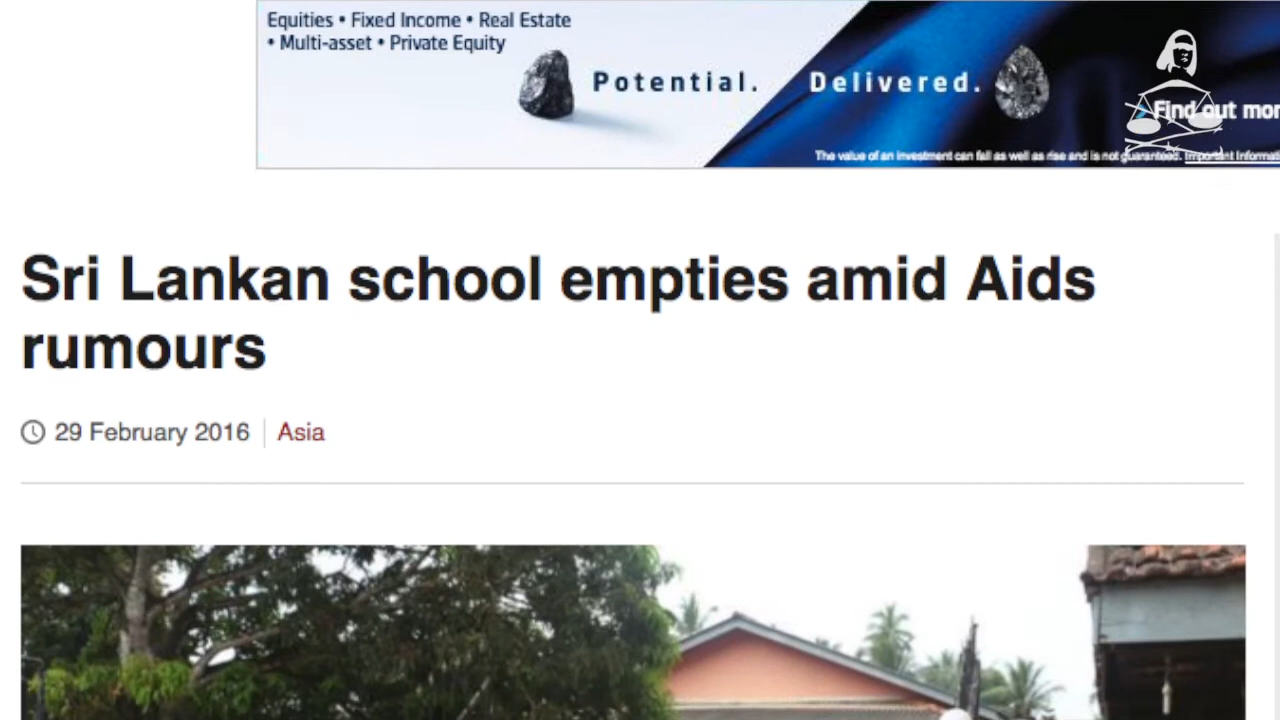 Equities • Fixed Income • Real Estate
• Multi-asset • Private Equity
Potential. Delivered.
Find out mor
The value of an investment can fall as well as rise and is not guaranteed. Important Informat
Sri Lankan school empties amid Aids
rumours
29 February 2016 | Asia